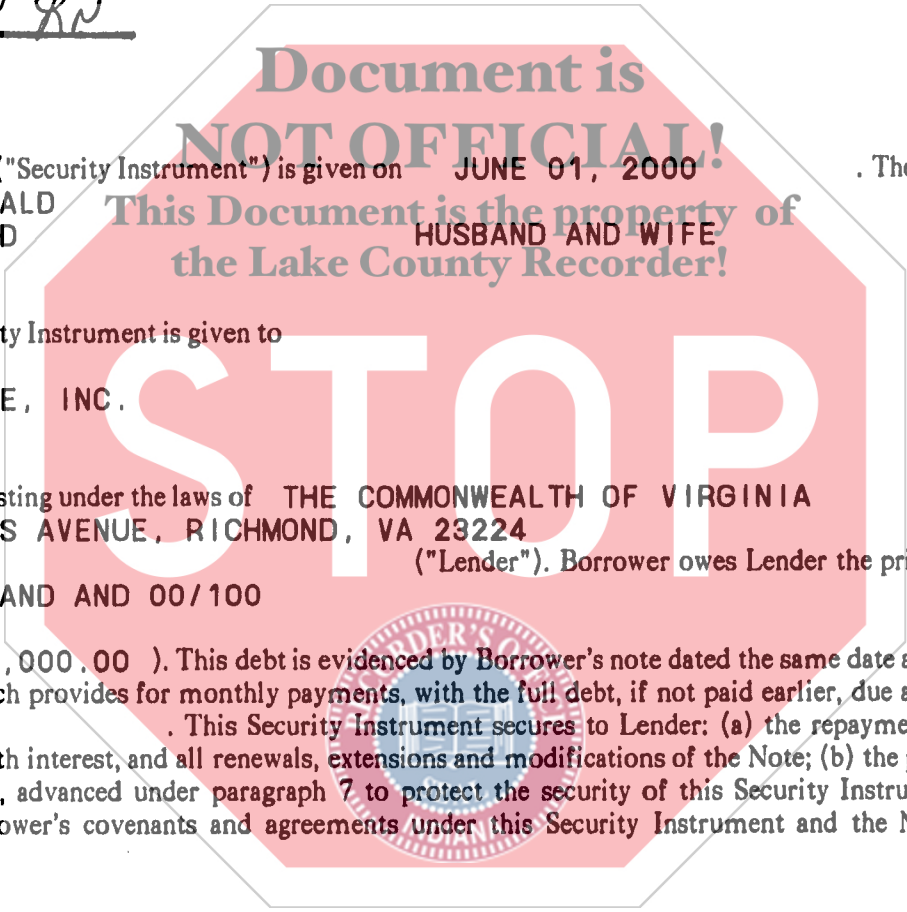 Document is
NOT OFFICIAL!
("Security Instrument") is given on JUNE 01, 2000 . The
ALD
This Document is the property of
D HUSBAND AND WIFE
the Lake County Recorder!
ty Instrument is given to
STOP
E, INC.
sting under the laws of THE COMMONWEALTH OF VIRGINIA
S AVENUE, RICHMOND, VA 23224
("Lender"). Borrower owes Lender the pri
AND AND 00/100
,000.00 ). This debt is evidenced by Borrower's note dated the same date a
ch provides for monthly payments, with the full debt, if not paid earlier, due a
. This Security Instrument secures to Lender: (a) the repayme
th interest, and all renewals, extensions and modifications of the Note; (b) the p
, advanced under paragraph 7 to protect the security of this Security Instru
ower's covenants and agreements under this Security Instrument and the N
RECORDER'S OFFICE
INDIANA